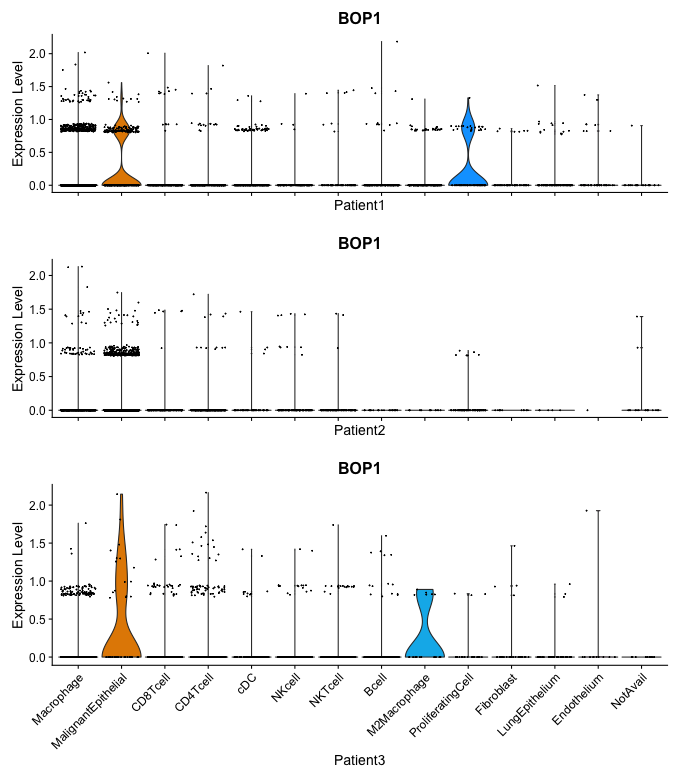 BOP1
Expression Level
2.0
1.5
1.0
0.5
0.0
Patient1
BOP1
Expression Level
2.0
1.5
1.0
0.5
0.0
Patient2
BOP1
Expression Level
2.0
1.5
1.0
0.5
0.0
Macrophage
MalignantEpithelial
CD8Tcell
CD4Tcell
cDC
NKcell
NKTcell
Bcell
M2Macrophage
ProliferatingCell
Fibroblast
LungEpithelium
Endothelium
NotAvail
Patient3